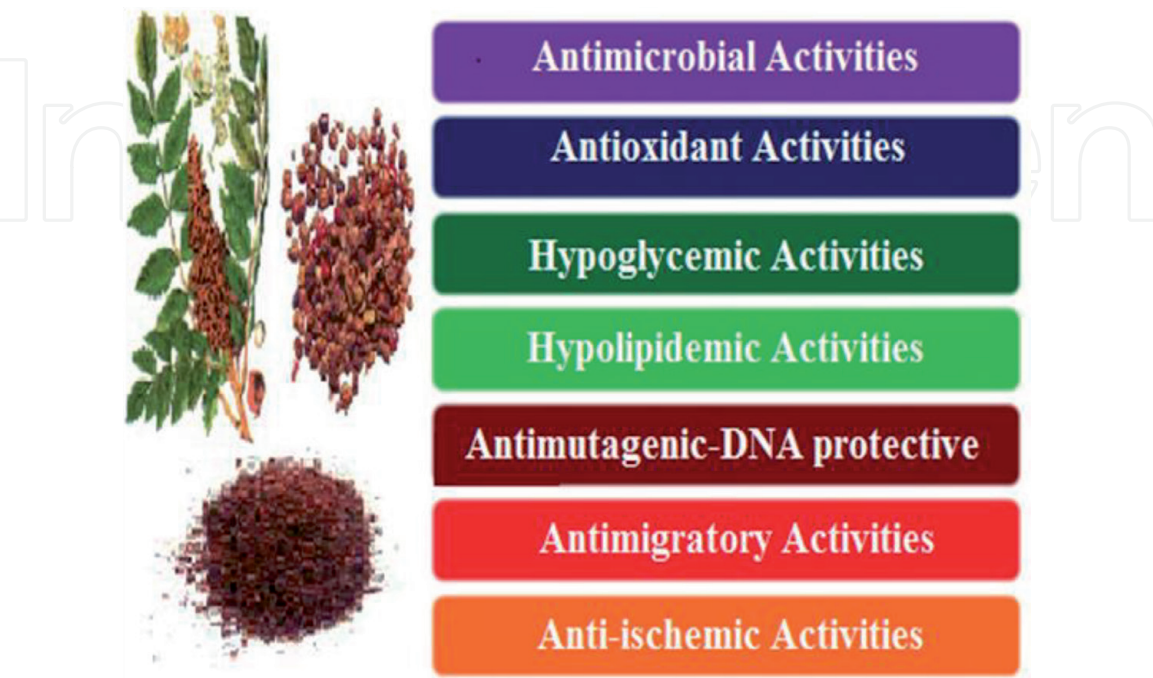 Antimicrobial Activities
Antioxidant Activities
Hypoglycemic Activities
Hypolipidemic Activities
Antimutagenic-DNA protective
Antimigratory Activities
Anti-ischemic Activities